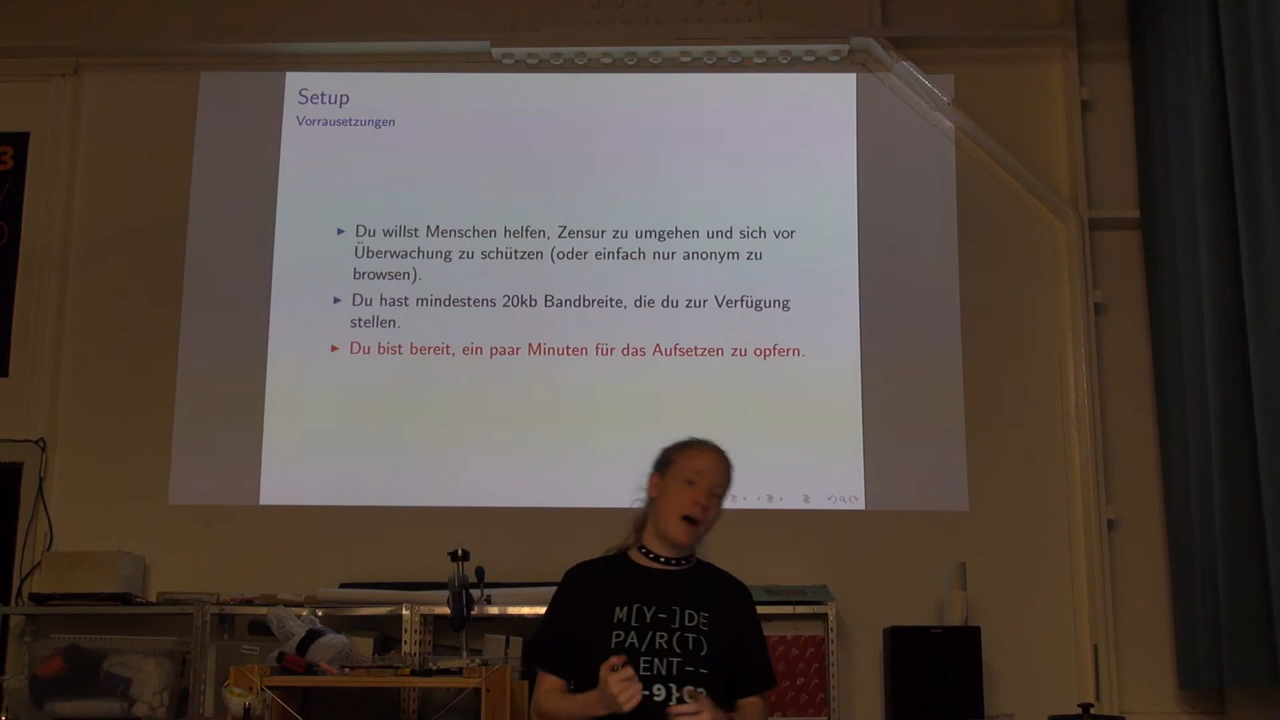 Setup
Vorrausetzungen
Du willst Menschen helfen, Zensur zu umgehen und sich vor
Überwachung zu schützen (oder einfach nur anonym zu
browsen).
Du hast mindestens 20kb Bandbreite, die du zur Verfügung
stellen.
Du bist bereit, ein paar Minuten für das Aufsetzen zu opfern.
M[Y-]DE
PA/R(T)
ENT--
3